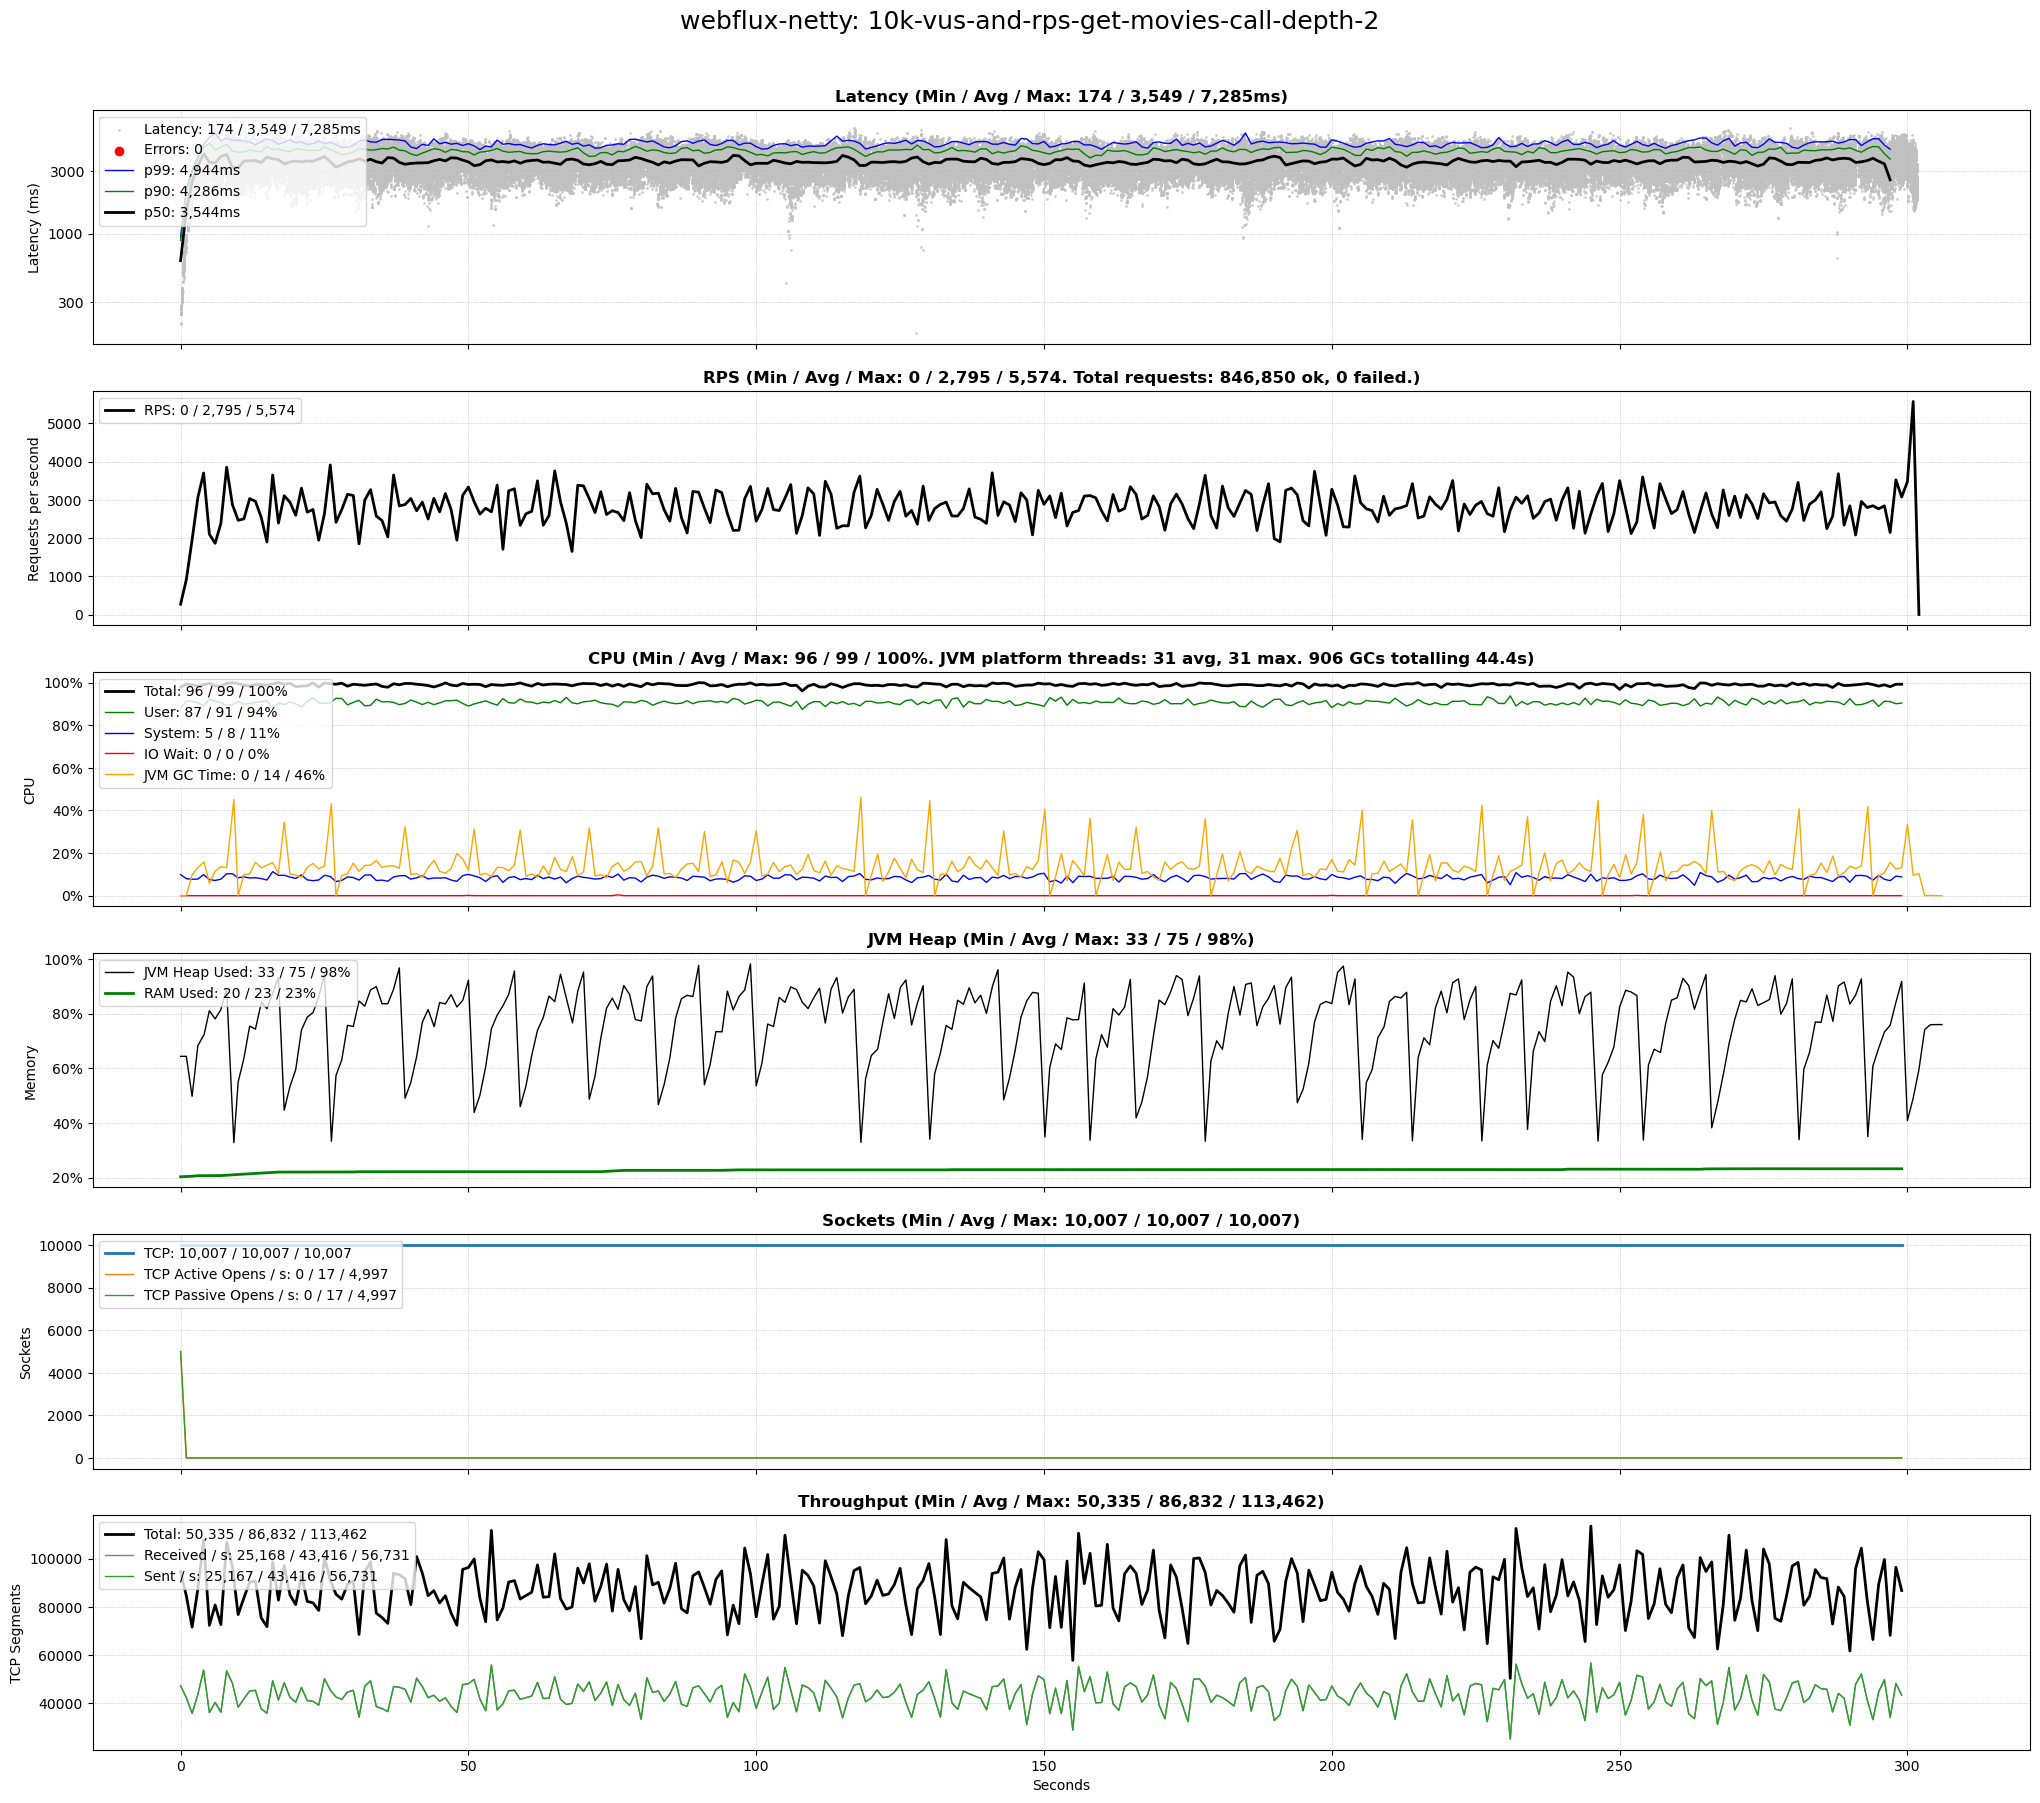 webflux-netty: 10k-vus-and-rps-get-movies-call-depth-2
Latency (Min / Avg / Max: 174 / 3,549 / 7,285ms)
Latency: 174 / 3,549 / 7,285ms
Errors: 0
p99: 4,944ms
p90: 4,286ms
p50: 3,544ms
3000
1000
300
Latency (ms)
RPS (Min / Avg / Max: 0 / 2,795 / 5,574. Total requests: 846,850 ok, 0 failed.)
RPS: 0 / 2,795 / 5,574
5000
4000
3000
2000
1000
0
Requests per second
CPU (Min / Avg / Max: 96 / 99 / 100%. JVM platform threads: 31 avg, 31 max. 906 GCs totalling 44.4s)
Total: 96 / 99 / 100%
User: 87 / 91 / 94%
System: 5 / 8 / 11%
IO Wait: 0 / 0 / 0%
JVM GC Time: 0 / 14 / 46%
100%
80%
60%
40%
20%
0%
CPU
JVM Heap (Min / Avg / Max: 33 / 75 / 98%)
JVM Heap Used: 33 / 75 / 98%
RAM Used: 20 / 23 / 23%
100%
80%
60%
40%
20%
Memory
Sockets (Min / Avg / Max: 10,007 / 10,007 / 10,007)
TCP: 10,007 / 10,007 / 10,007
TCP Active Opens / s: 0 / 17 / 4,997
TCP Passive Opens / s: 0 / 17 / 4,997
10000
8000
6000
4000
2000
0
Sockets
Throughput (Min / Avg / Max: 50,335 / 86,832 / 113,462)
Total: 50,335 / 86,832 / 113,462
Received / s: 25,168 / 43,416 / 56,731
Sent / s: 25,167 / 43,416 / 56,731
100000
80000
60000
40000
TCP Segments
0
50
100
150
200
250
300
Seconds